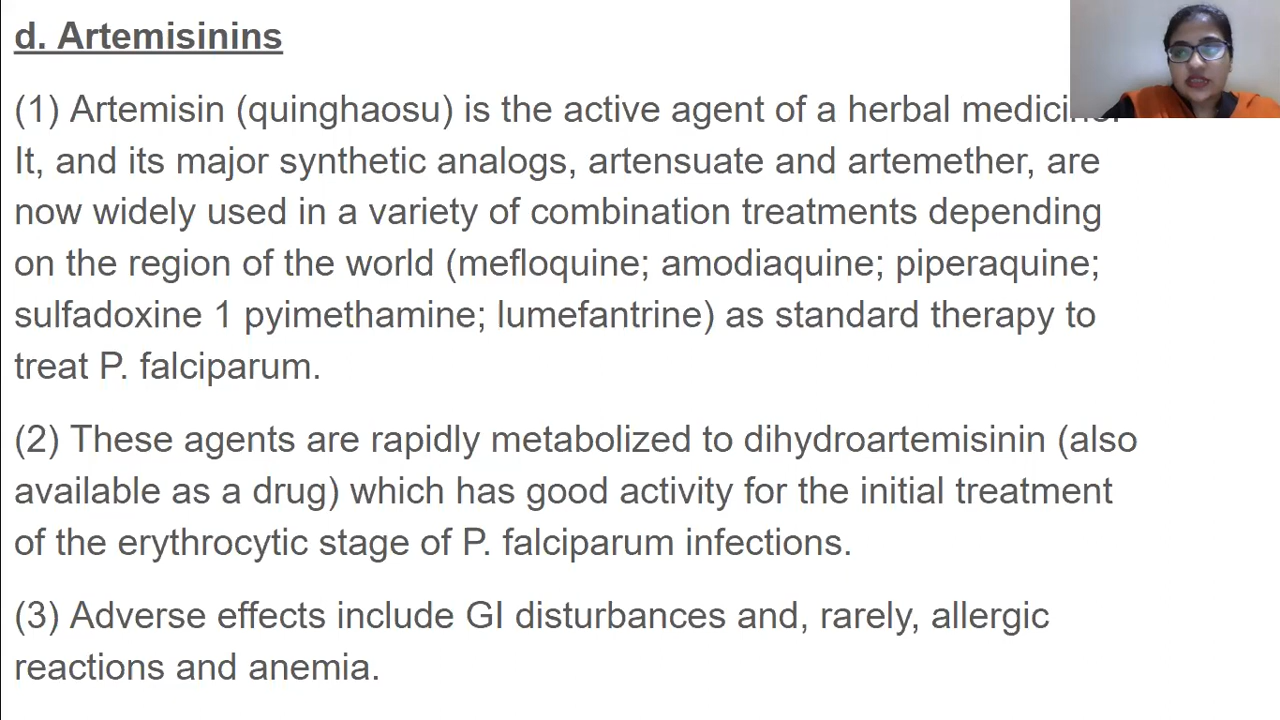 d. Artemisinins
(1) Artemisin (quinghaosu) is the active agent of a herbal medicine.
It, and its major synthetic analogs, artensuate and artemether, are
now widely used in a variety of combination treatments depending
on the region of the world (mefloquine; amodiaquine; piperaquine;
sulfadoxine 1 pyimethamine; lumefantrine) as standard therapy to
treat P. falciparum.
(2) These agents are rapidly metabolized to dihydroartemisinin (also
available as a drug) which has good activity for the initial treatment
of the erythrocytic stage of P. falciparum infections.
(3) Adverse effects include GI disturbances and, rarely, allergic
reactions and anemia.